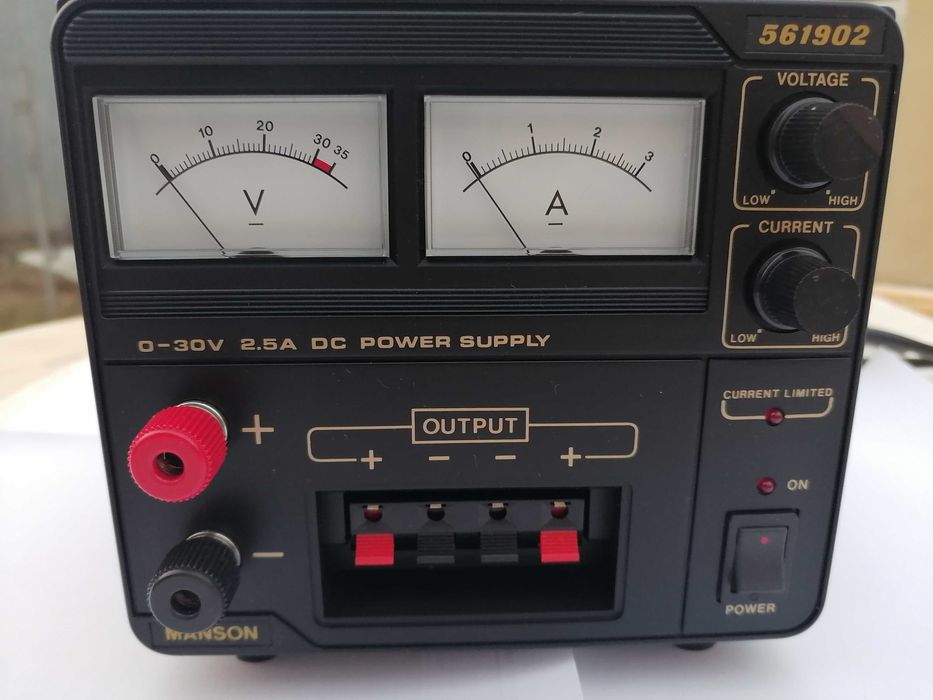 561902
0 10 20 30 35
V
0 1 2 3
A
VOLTAGE
LOW HIGH
CURRENT
LOW HIGH
0-30V 2.5A DC POWER SUPPLY
CURRENT LIMITED
+
OUTPUT
+ − − +
ON
−
POWER
MANSON